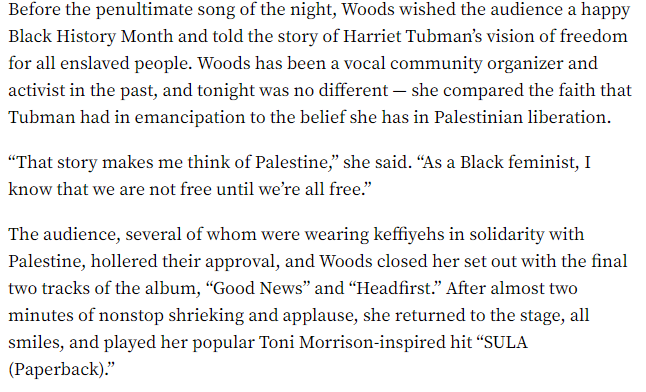 Before the penultimate song of the night, Woods wished the audience a happy
Black History Month and told the story of Harriet Tubman’s vision of freedom
for all enslaved people. Woods has been a vocal community organizer and
activist in the past, and tonight was no different — she compared the faith that
Tubman had in emancipation to the belief she has in Palestinian liberation.
“That story makes me think of Palestine,” she said. “As a Black feminist, I
know that we are not free until we’re all free.”
The audience, several of whom were wearing keffiyehs in solidarity with
Palestine, hollered their approval, and Woods closed her set out with the final
two tracks of the album, “Good News” and “Headfirst.” After almost two
minutes of nonstop shrieking and applause, she returned to the stage, all
smiles, and played her popular Toni Morrison-inspired hit “SULA
(Paperback).”